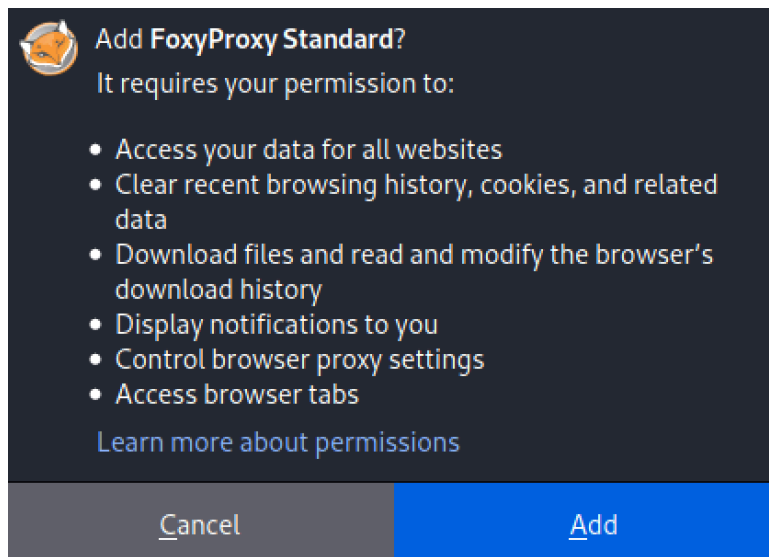 Add FoxyProxy Standard?
It requires your permission to:
• Access your data for all websites
• Clear recent browsing history, cookies, and related
data
• Download files and read and modify the browser’s
download history
• Display notifications to you
• Control browser proxy settings
• Access browser tabs
Learn more about permissions
Cancel
Add